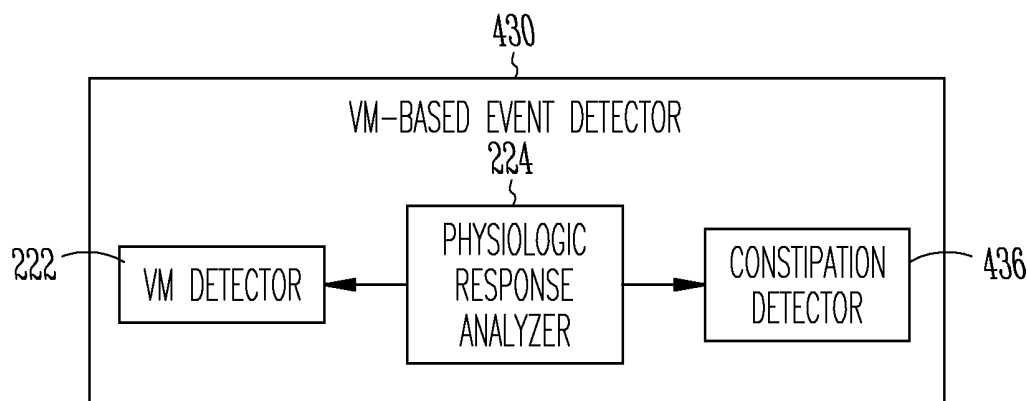 430
VM-BASED EVENT DETECTOR
224
222
VM DETECTOR
PHYSIOLOGIC
RESPONSE
ANALYZER
CONSTIPATION
DETECTOR
436